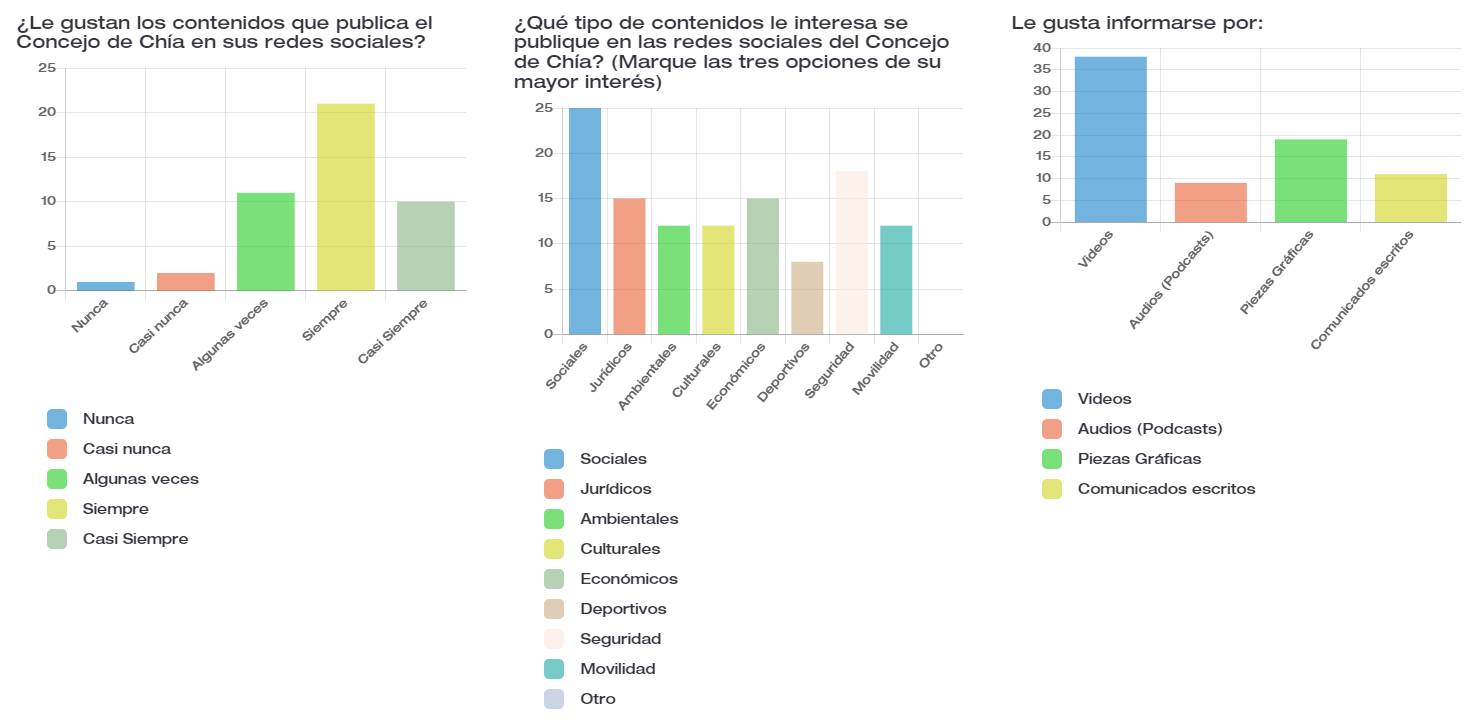 ¿Le gustan los contenidos que publica el
Concejo de Chía en sus redes sociales?
25
20
15
10
5
0
Nunca
Casi nunca
Algunas veces
Siempre
Casi Siempre
Nunca
Casi nunca
Algunas veces
Siempre
Casi Siempre
¿Qué tipo de contenidos le interesa se
publique en las redes sociales del Concejo
de Chía? (Marque las tres opciones de su
mayor interés)
25
20
15
10
5
0
Sociales
Jurídicos
Ambientales
Culturales
Económicos
Deportivos
Seguridad
Movilidad
Otro
Sociales
Jurídicos
Ambientales
Culturales
Económicos
Deportivos
Seguridad
Movilidad
Otro
Le gusta informarse por:
40
35
30
25
20
15
10
5
0
Videos
Audios (Podcasts)
Piezas Gráficas
Comunicados escritos
Videos
Audios (Podcasts)
Piezas Gráficas
Comunicados escritos